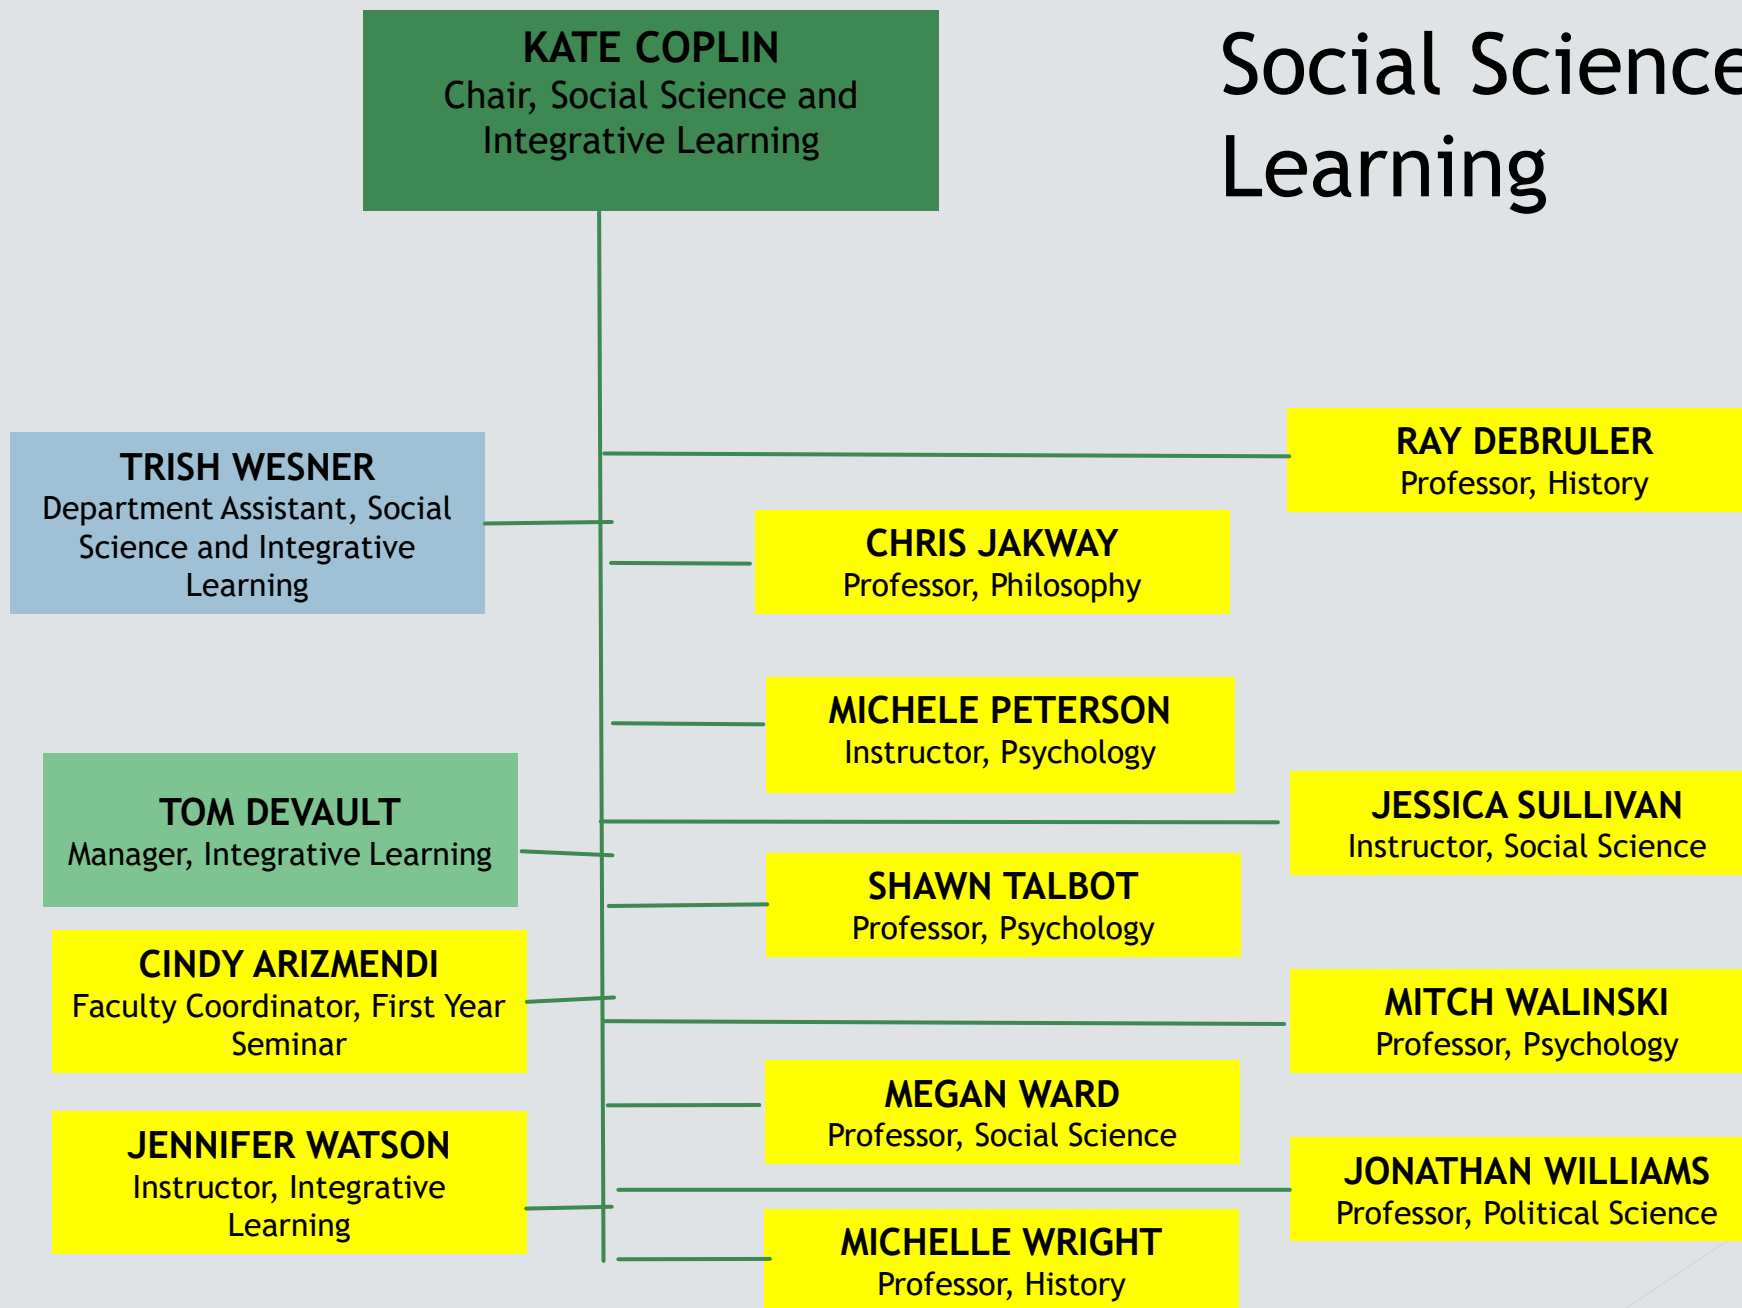 KATE COPLIN
Chair, Social Science and
Integrative Learning
Social Science
Learning
TRISH WESNER
Department Assistant, Social
Science and Integrative
Learning
RAY DEBRULER
Professor, History
CHRIS JAKWAY
Professor, Philosophy
MICHELE PETERSON
Instructor, Psychology
TOM DEVAULT
Manager, Integrative Learning
JESSICA SULLIVAN
Instructor, Social Science
SHAWN TALBOT
Professor, Psychology
CINDY ARIZMENDI
Faculty Coordinator, First Year
Seminar
MITCH WALINSKI
Professor, Psychology
MEGAN WARD
Professor, Social Science
JENNIFER WATSON
Instructor, Integrative
Learning
JONATHAN WILLIAMS
Professor, Political Science
MICHELLE WRIGHT
Professor, History